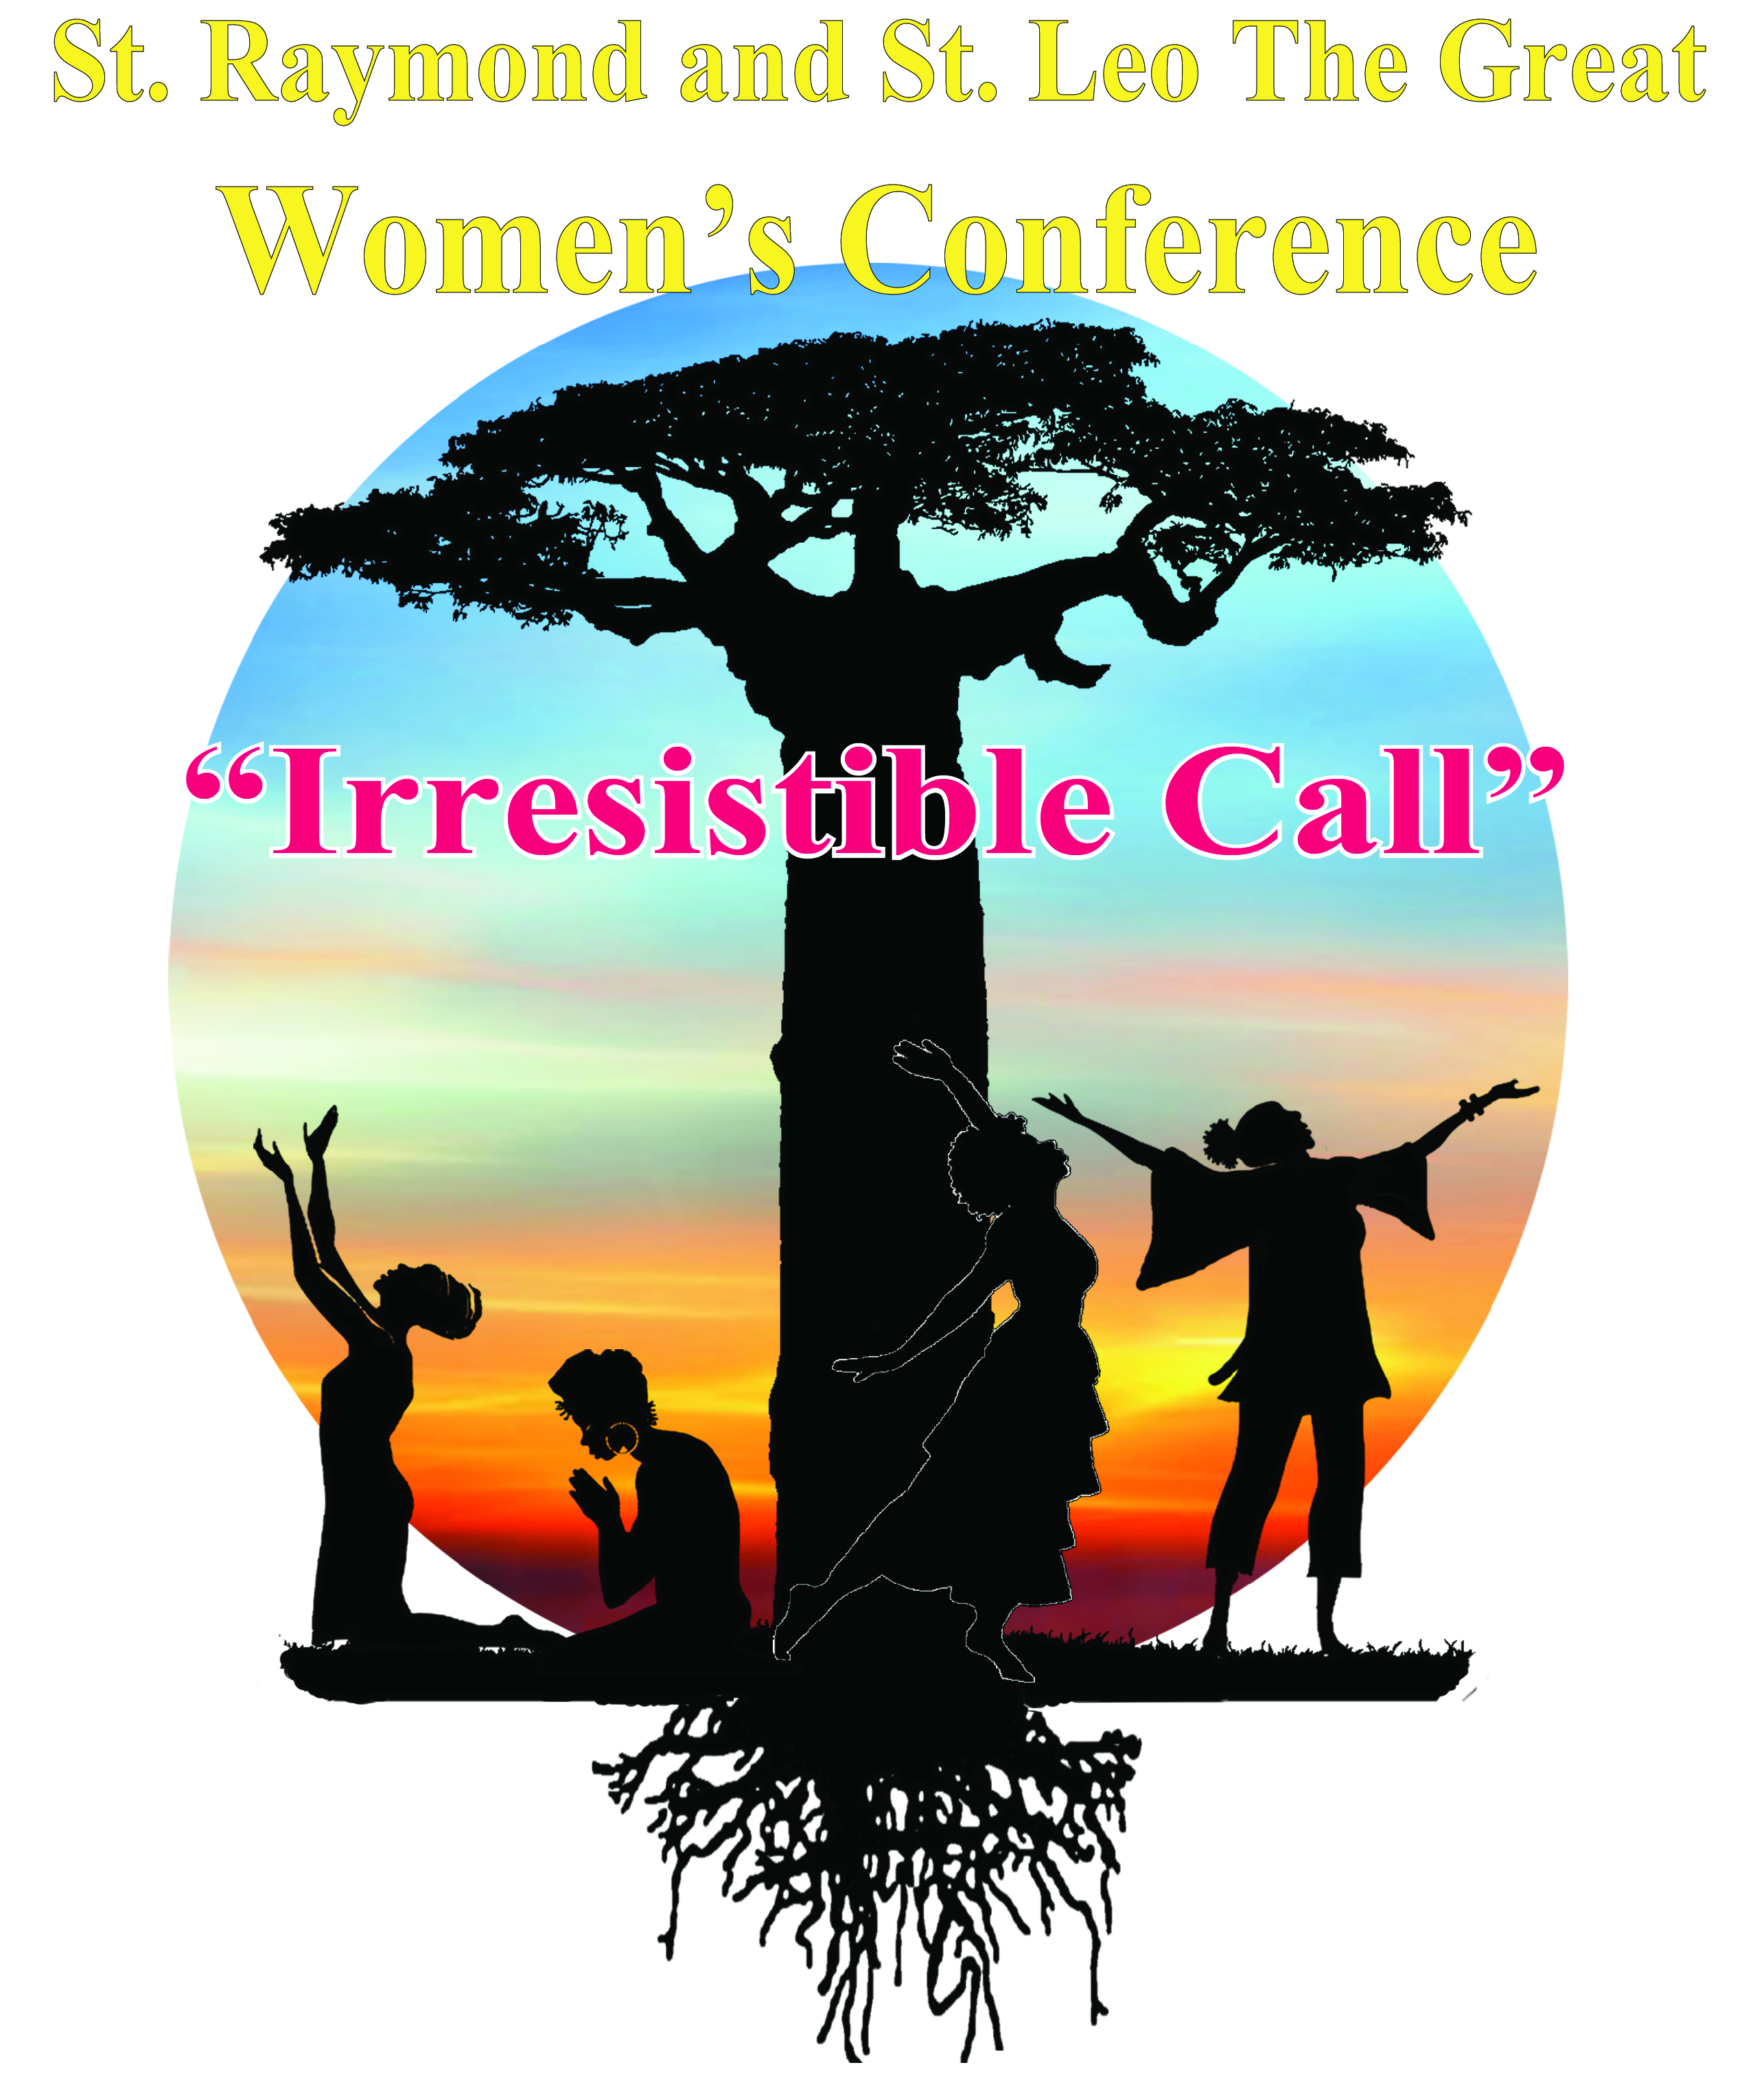 St. Raymond and St. Leo The Great
Women’s Conference
“Irresistible Call”